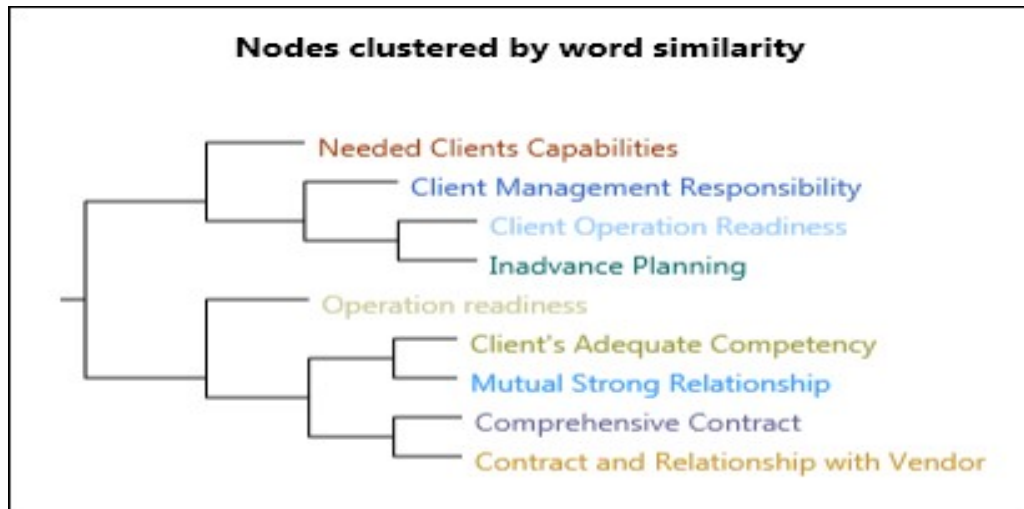 Nodes clustered by word similarity
Needed Clients Capabilities
Client Management Responsibility
Client Operation Readiness
Inadvance Planning
Operation readiness
Client's Adequate Competency
Mutual Strong Relationship
Comprehensive Contract
Contract and Relationship with Vendor